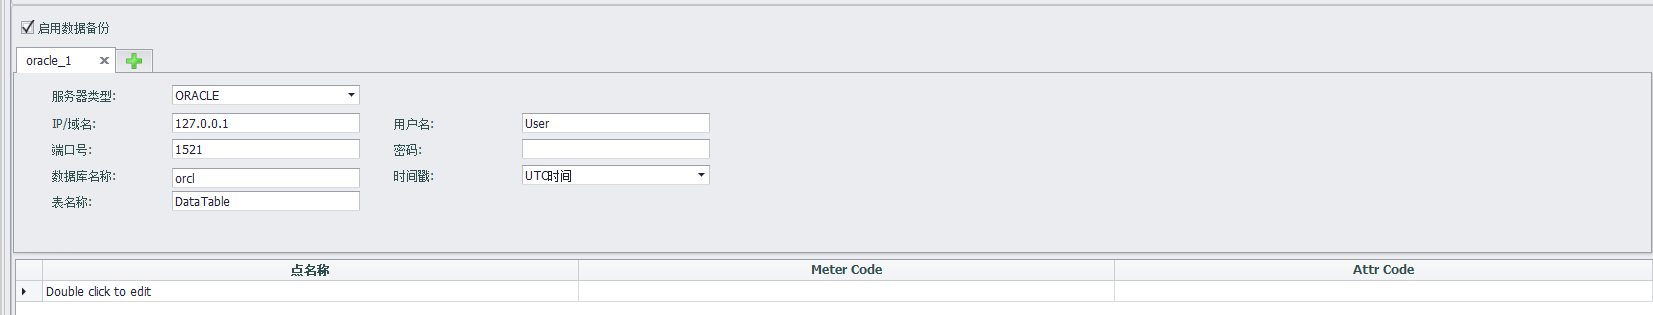 启用数据备份
oracle_1
服务器类型: ORACLE
IP/域名: 127.0.0.1 用户名: User
端口号: 1521 密码:
数据库名称: orcl 时间戳: UTC时间
表名称: DataTable
点名称 Meter Code Attr Code
Double click to edit